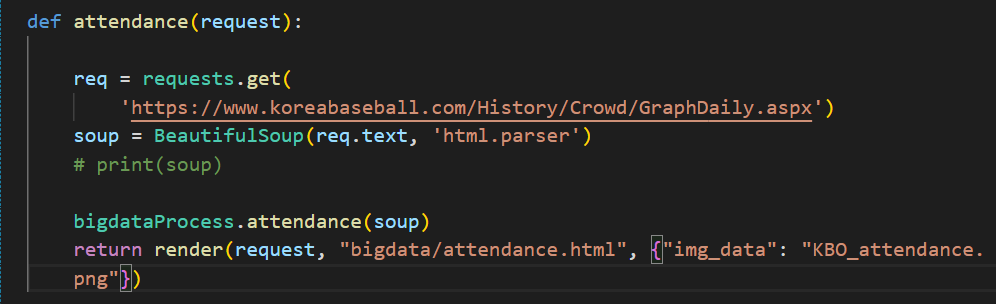 def attendance(request):
req = requests.get(
'https://www.koreabaseball.com/History/Crowd/GraphDaily.aspx')
soup = BeautifulSoup(req.text, 'html.parser')
# print(soup)
bigdataProcess.attendance(soup)
return render(request, "bigdata/attendance.html", {"img_data": "KBO_attendance.
png"})